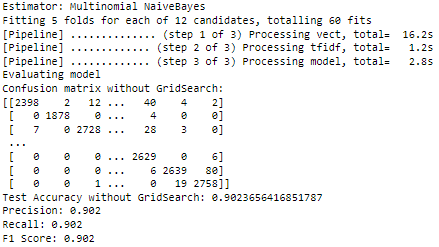 Estimator: Multinomial NaiveBayes
Fitting 5 folds for each of 12 candidates, totalling 60 fits
[Pipeline] .............. (step 1 of 3) Processing vect, total=  16.2s
[Pipeline] ............. (step 2 of 3) Processing tfidf, total=   1.2s
[Pipeline] ............. (step 3 of 3) Processing model, total=   2.8s
Evaluating model
Confusion matrix without GridSearch:
[[2398    2   12 ...   40    4    2]
 [   0 1878    0 ...    4    0    0]
 [   7    0 2728 ...   28    3    0]
 ...
 [   0    0    0 ... 2629    0    6]
 [   0    0    0 ...    6 2639   80]
 [   0    0    1 ...    0   19 2758]]
Test Accuracy without GridSearch: 0.9023656416851787
Precision: 0.902
Recall: 0.902
F1 Score: 0.902